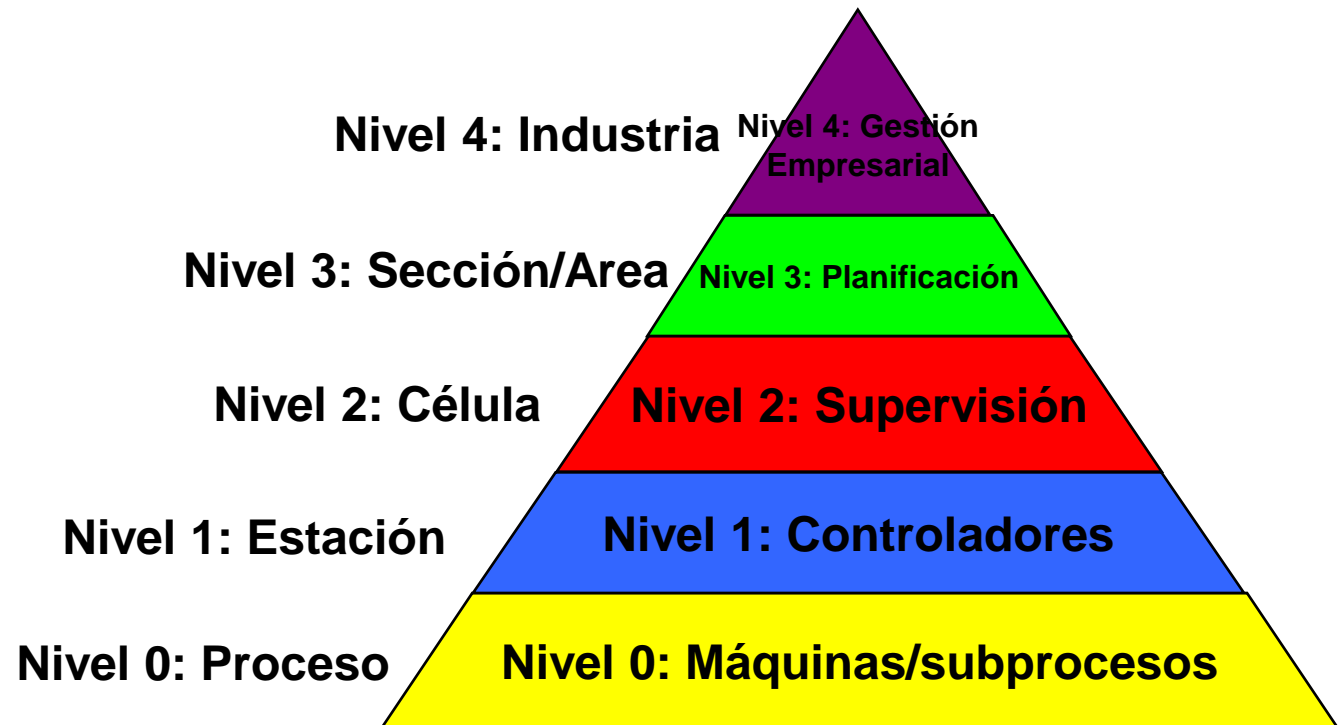 Nivel 4: Industria
Nivel 4: Gestión
Empresarial
Nivel 3: Sección/Area
Nivel 3: Planificación
Nivel 2: Célula
Nivel 2: Supervisión
Nivel 1: Estación
Nivel 1: Controladores
Nivel 0: Proceso
Nivel 0: Máquinas/subprocesos